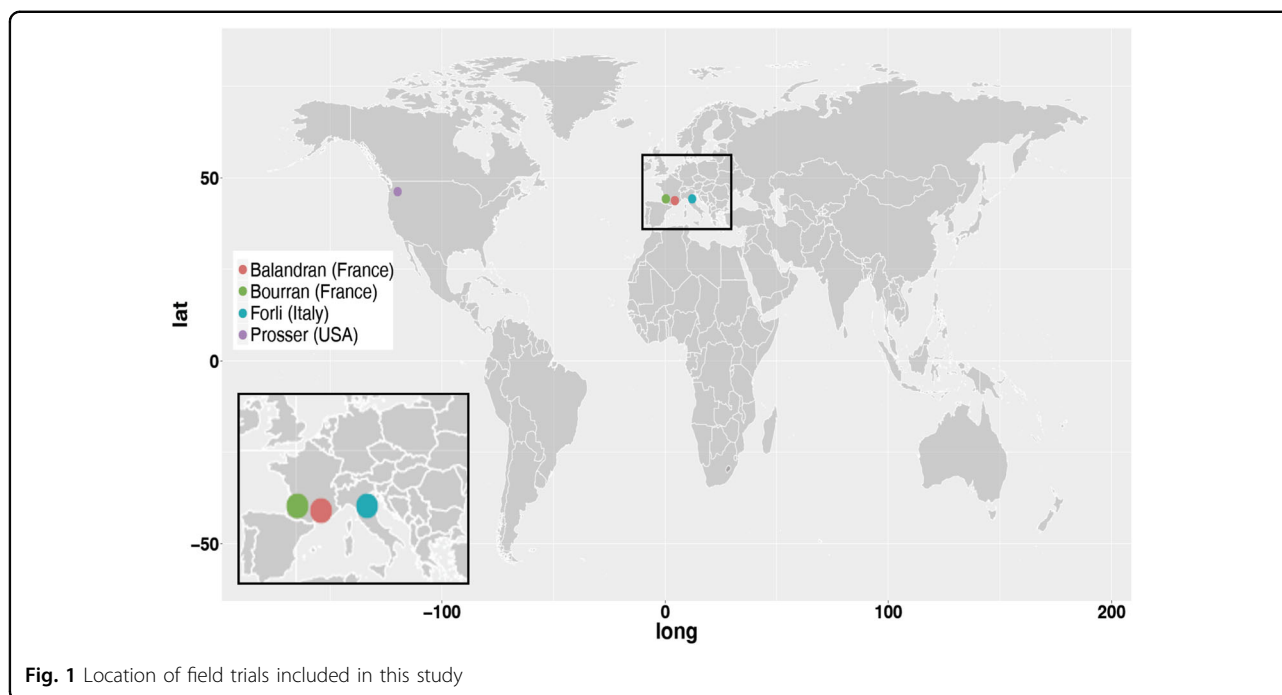 50
0
−50
lat
Balandran (France)
Bourran (France)
Forli (Italy)
Prosser (USA)
−100
0
100
200
long
Fig. 1 Location of field trials included in this study